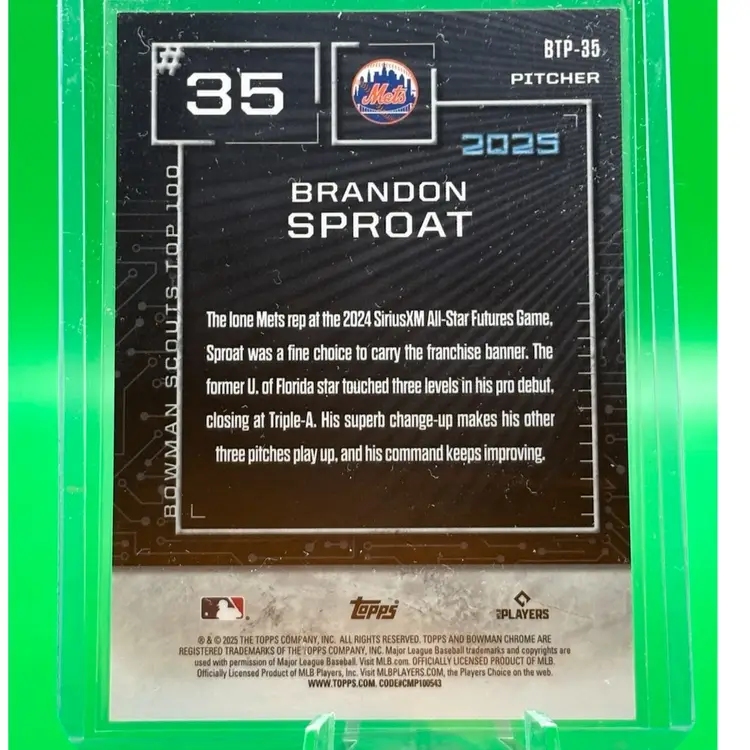 # 35
Mets
BTP-35
PITCHER
2025
BRANDON
SPROAT
BOWMAN SCOUTS TOP 100
The lone Mets rep at the 2024 SiriusXM All-Star Futures Game,
Sproat was a fine choice to carry the franchise banner. The
former U. of Florida star touched three levels in his pro debut,
closing at Triple-A. His superb change-up makes his other
three pitches play up, and his command keeps improving.
Topps
PLAYERS
® & © 2025 THE TOPPS COMPANY, INC. ALL RIGHTS RESERVED. TOPPS AND BOWMAN CHROME ARE
REGISTERED TRADEMARKS OF THE TOPPS COMPANY, INC. Major League Baseball trademarks and copyrights are
used with permission of Major League Baseball. Visit MLB.com. OFFICIALLY LICENSED PRODUCT OF MLB.
Officially Licensed Product of MLB Players, Inc. Visit MLBPLAYERS.COM, the Players Choice on the web.
WWW.TOPPS.COM. CODE#CMP100543